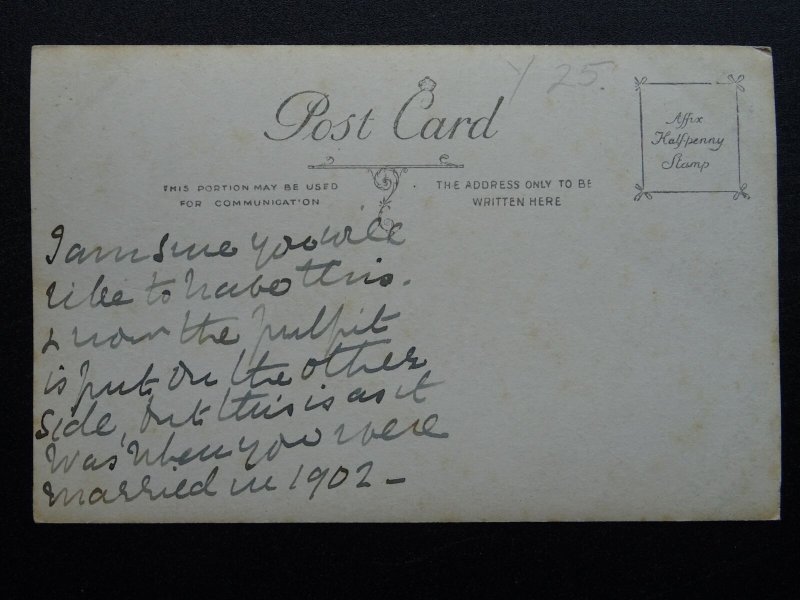 Y 25.
Post Card
Affix
Halfpenny
Stamp
THIS PORTION MAY BE USED
FOR COMMUNICATION
THE ADDRESS ONLY TO BE
WRITTEN HERE
I am sure you will
like to have this.
& now the pulpit
is put on the other
side, but this is as it
was when you were
married in 1902 –